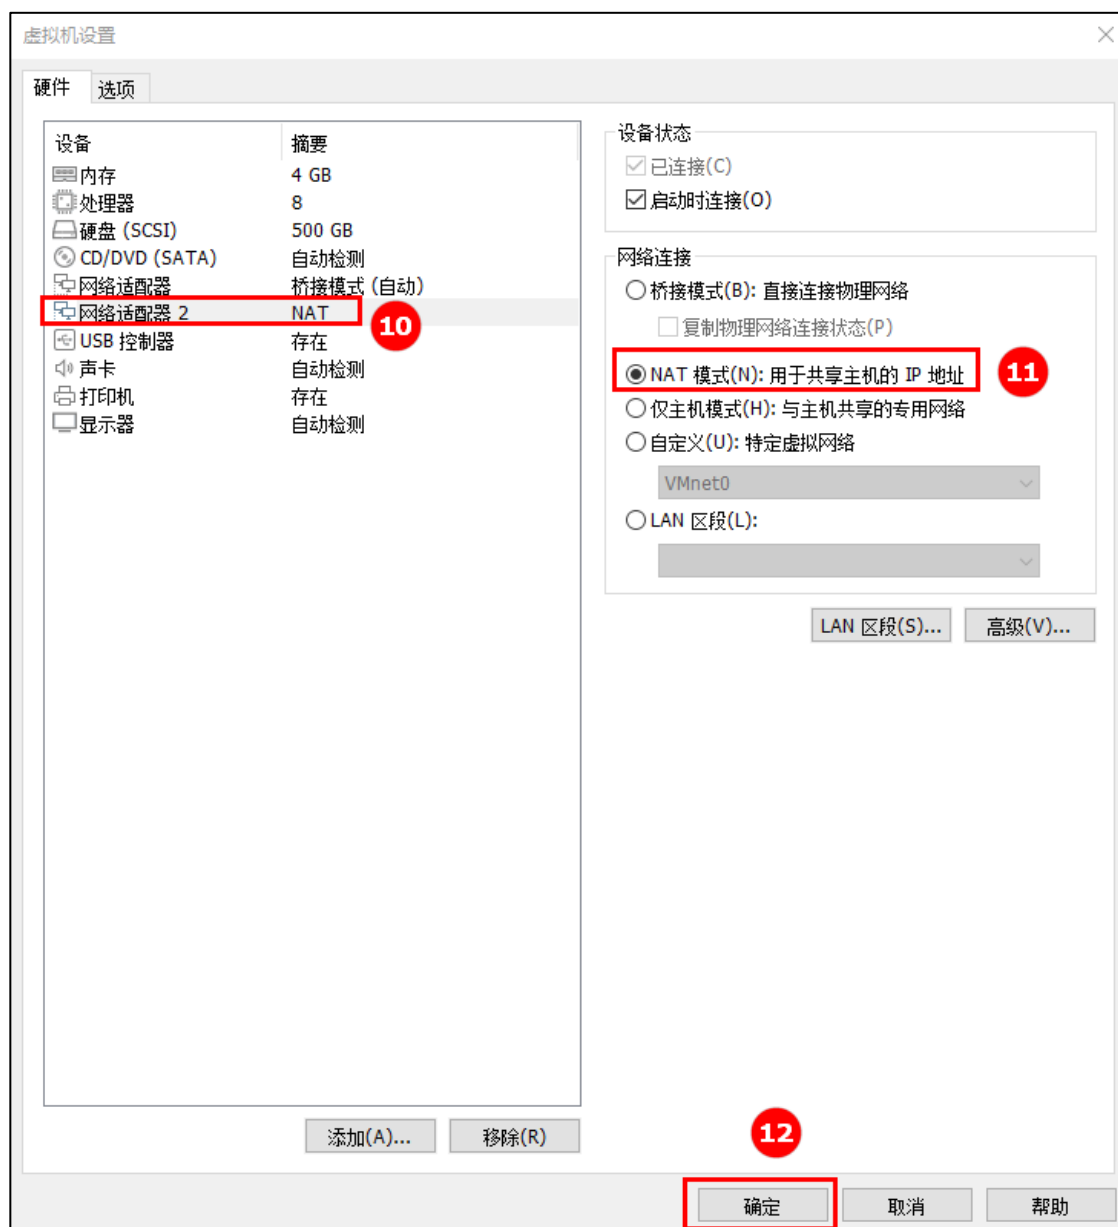 虚拟机设置
硬件 选项
设备 摘要
内存 4 GB
处理器 8
硬盘 (SCSI) 500 GB
CD/DVD (SATA) 自动检测
网络适配器 桥接模式 (自动)
网络适配器 2 NAT
10
USB 控制器 存在
声卡 自动检测
打印机 存在
显示器 自动检测
添加(A)... 移除(R)
设备状态
已连接(C)
启动时连接(O)
网络连接
桥接模式(B): 直接连接物理网络
复制物理网络连接状态(P)
NAT 模式(N): 用于共享主机的 IP 地址
11
仅主机模式(H): 与主机共享的专用网络
自定义(U): 特定虚拟网络
VMnet0
LAN 区段(L):
LAN 区段(S)... 高级(V)...
12
确定 取消 帮助